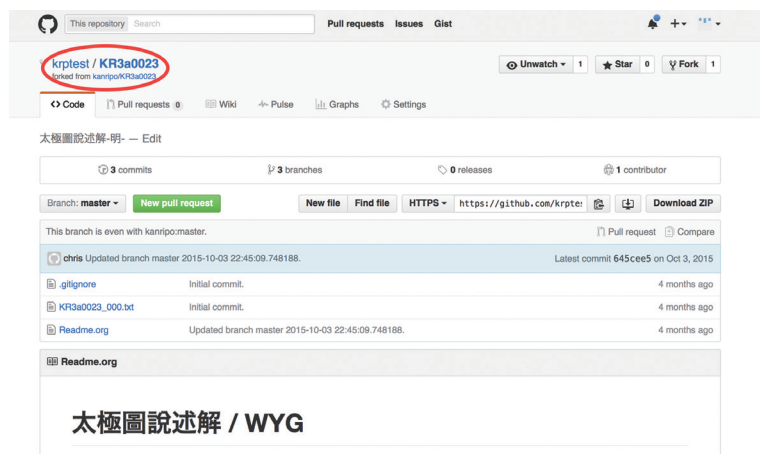 This repository Search Pull requests Issues Gist
krptest / KR3a0023 Unwatch 1 Star 0 Fork 1
forked from kanripo/KR3a0023
Code Pull requests 0 Wiki Pulse Graphs Settings
太極圖說述解-明- — Edit
3 commits 3 branches 0 releases 1 contributor
Branch: master New pull request New file Find file HTTPS https://github.com/krptes Download ZIP
This branch is even with kanripo:master. Pull request Compare
chris Updated branch master 2015-10-03 22:45:09.748188. Latest commit 645cee5 on Oct 3, 2015
.gitignore Initial commit. 4 months ago
KR3a0023_000.txt Initial commit. 4 months ago
Readme.org Updated branch master 2015-10-03 22:45:09.748188. 4 months ago
Readme.org
太極圖說述解 / WYG